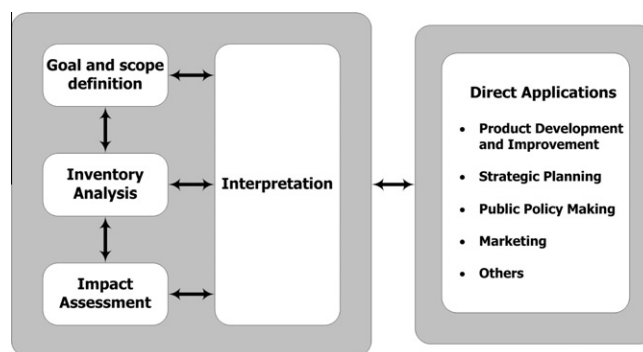 Goal and scope
definition
Inventory
Analysis
Impact
Assessment
Interpretation
Direct Applications
• Product Development
and Improvement
• Strategic Planning
• Public Policy Making
• Marketing
• Others